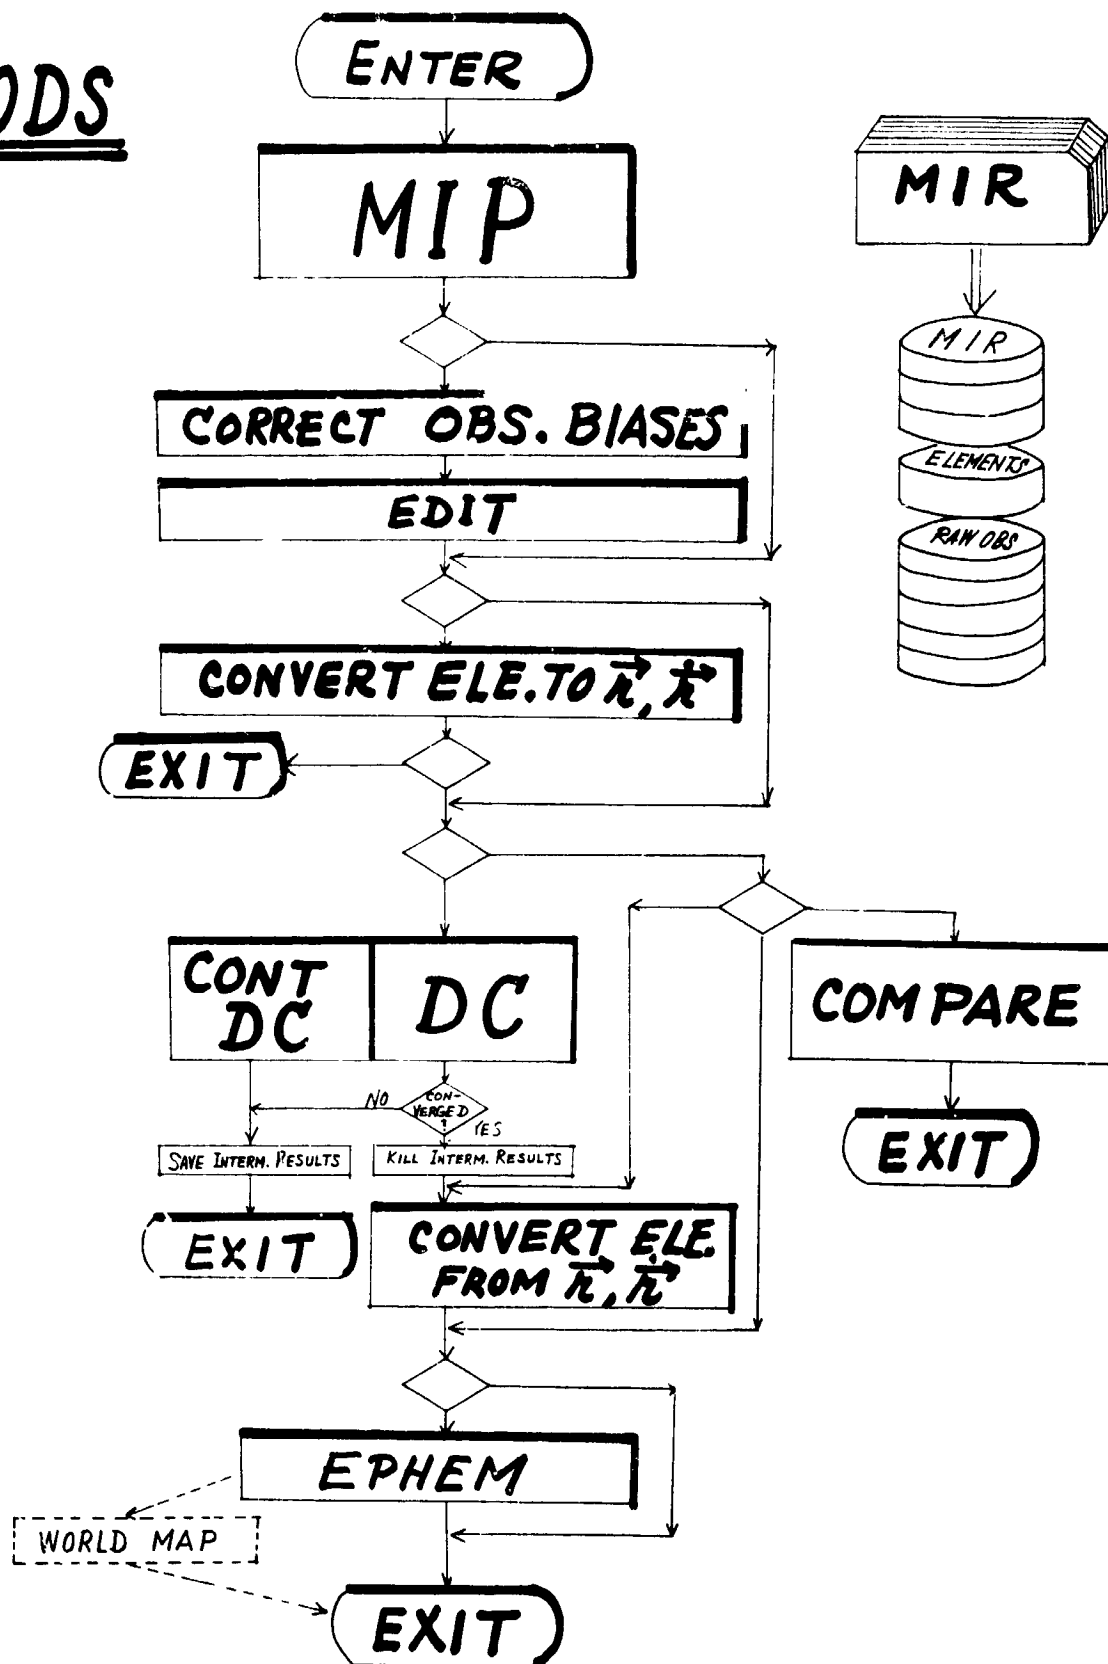 ODS
ENTER
MIP
MIR
MIR
ELEMENTS
RAW OBS
CORRECT OBS. BIASES
EDIT
CONVERT ELE. TO r⃗, ṙ⃗
EXIT
CONT
DC
DC
COMPARE
NO
CON-
VERGED
?
YES
SAVE INTERM. RESULTS
KILL INTERM. RESULTS
EXIT
EXIT
CONVERT ELE.
FROM r⃗, ṙ⃗
EPHEM
WORLD MAP
EXIT